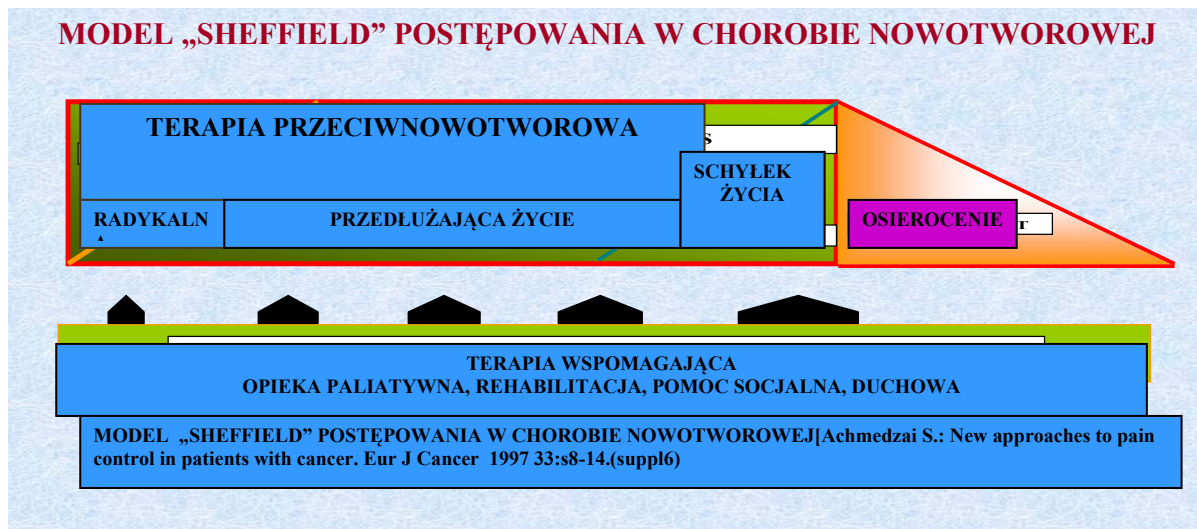 MODEL „SHEFFIELD” POSTĘPOWANIA W CHOROBIE NOWOTWOROWEJ
TERAPIA PRZECIWNOWOTWOROWA
s
SCHYŁEK
ŻYCIA
RADYKALN
PRZEDŁUŻAJĄCA ŻYCIE
OSIEROCENIE
r
TERAPIA WSPOMAGAJĄCA
OPIEKA PALIATYWNA, REHABILITACJA, POMOC SOCJALNA, DUCHOWA
MODEL „SHEFFIELD” POSTĘPOWANIA W CHOROBIE NOWOTWOROWEJ[Achmedzai S.: New approaches to pain
control in patients with cancer. Eur J Cancer 1997 33:s8-14.(suppl6)